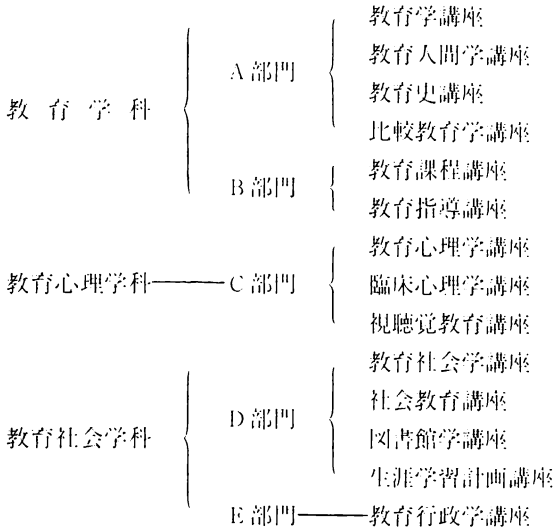 教育学講座
A部門
教育人間学講座
教育史講座
教育学科
比較教育学講座
教育課程講座
B部門
教育指導講座
教育心理学講座
教育心理学科
C部門
臨床心理学講座
視聴覚教育講座
教育社会学講座
D部門
社会教育講座
教育社会学科
図書館学講座
生涯学習計画講座
E部門
教育行政学講座